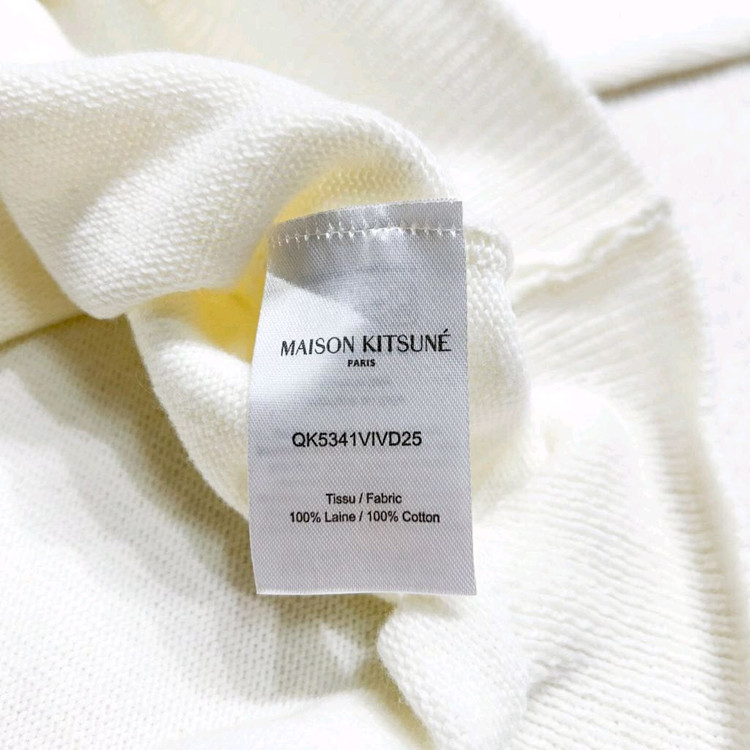 MAISON KITSUNÉ
PARIS
QK5341VIVD25
Tissu / Fabric
100% Laine / 100% Cotton